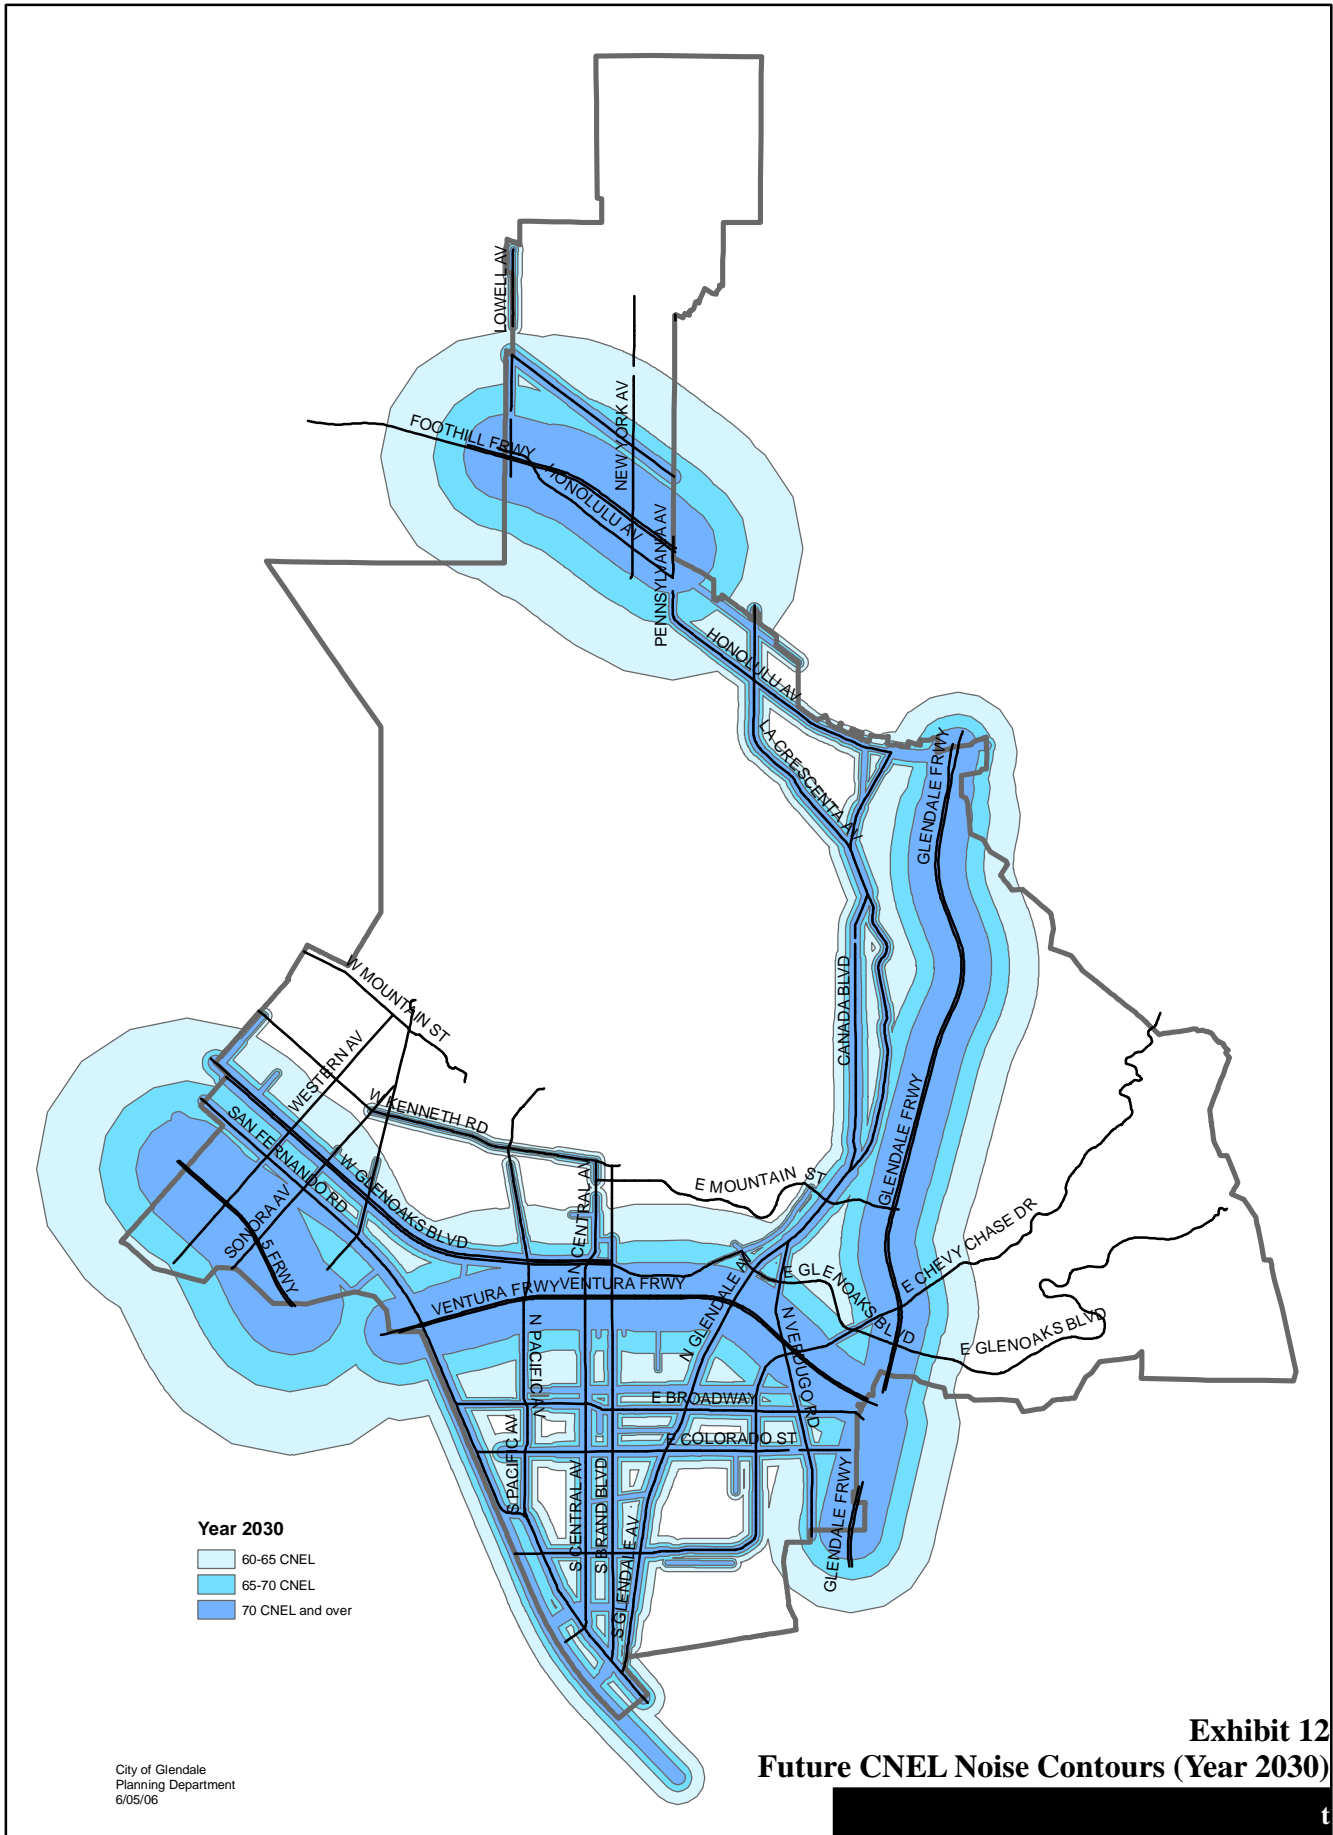 LOWELL AV
FOOTHILL FRWY
NEW YORK AV
HONOLULU AV
PENNSYLVANIA AV
HONOLULU AV
LA CRESCENTA AV
GLENDALE FRWY
CANADA BLVD
W MOUNTAIN ST
WESTERN AV
W KENNETH RD
SAN FERNANDO RD
W GLENOAKS BLVD
SONORA AV
5 FRWY
N CENTRAL AV
E MOUNTAIN ST
GLENDALE FRWY
E CHEVY CHASE DR
VENTURA FRWY
VENTURA FRWY
N GLENDALE AV
E GLENOAKS BLVD
E GLENOAKS BLVD
N PACIFIC AV
N VERDUGO RD
E BROADWAY
E COLORADO ST
S PACIFIC AV
S CENTRAL AV
S BRAND BLVD
S GLENDALE AV
GLENDALE FRWY
Year 2030
60-65 CNEL
65-70 CNEL
70 CNEL and over
Exhibit 12
Future CNEL Noise Contours (Year 2030)
City of Glendale
Planning Department
6/05/06
t